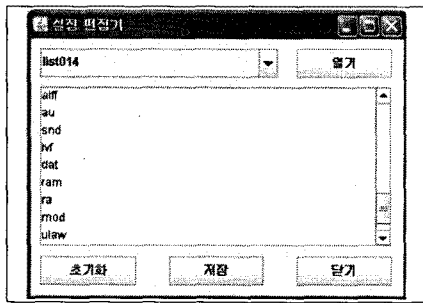 설정 편집기
list014
열기
aiff
au
snd
ivf
dat
ram
ra
mod
ulaw
초기화
저장
닫기